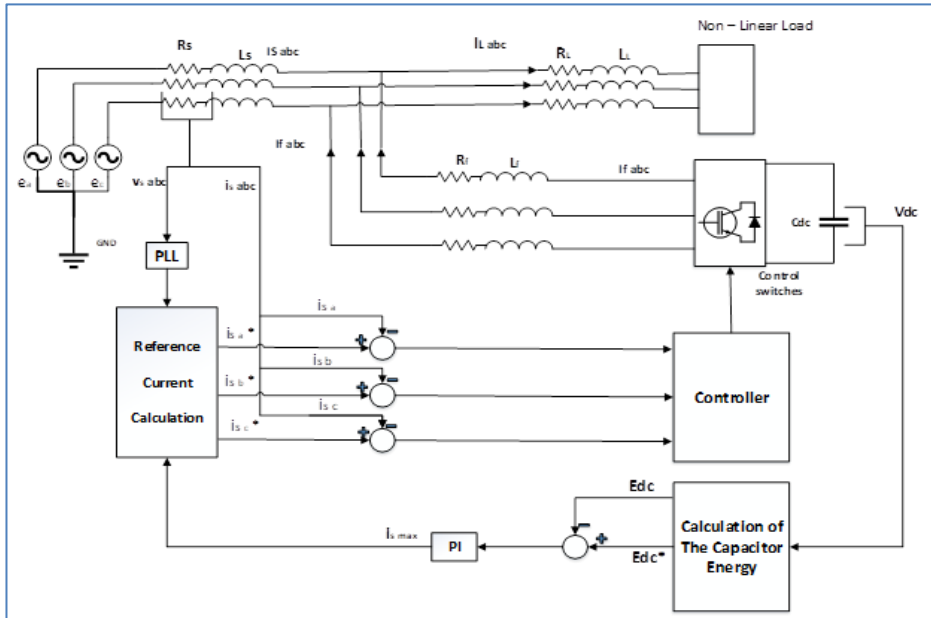 Non – Linear Load
Rs
Ls
IS abc
IL abc
RL
LL
If abc
Rf
Lf
If abc
ea
eb
ec
vs abc
is abc
GND
PLL
Cdc
Vdc
Control
switches
is a
is a *
Reference
Current
Calculation
is b
is b *
is c
is c *
Controller
Edc
Calculation of
The Capacitor
Energy
Edc*
PI
is max